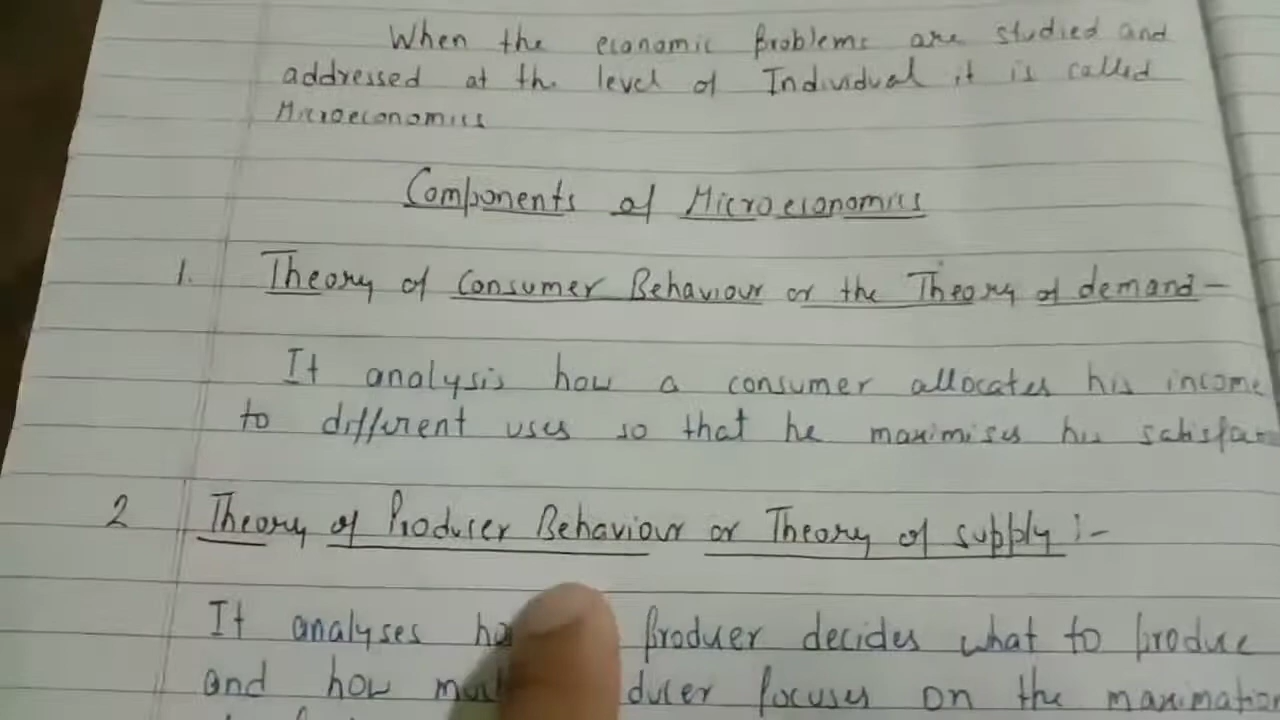 When the economic problems are studied and
addressed at the level of Individual it is called
Microeconomics
Components of Microeconomics
1. Theory of Consumer Behaviour or the Theory of demand -
It analysis how a consumer allocates his income
to different uses so that he maximises his
2 Theory of Producer Behaviour or Theory of supply :-
It analyses producer decides what to produce
and how focuses on the